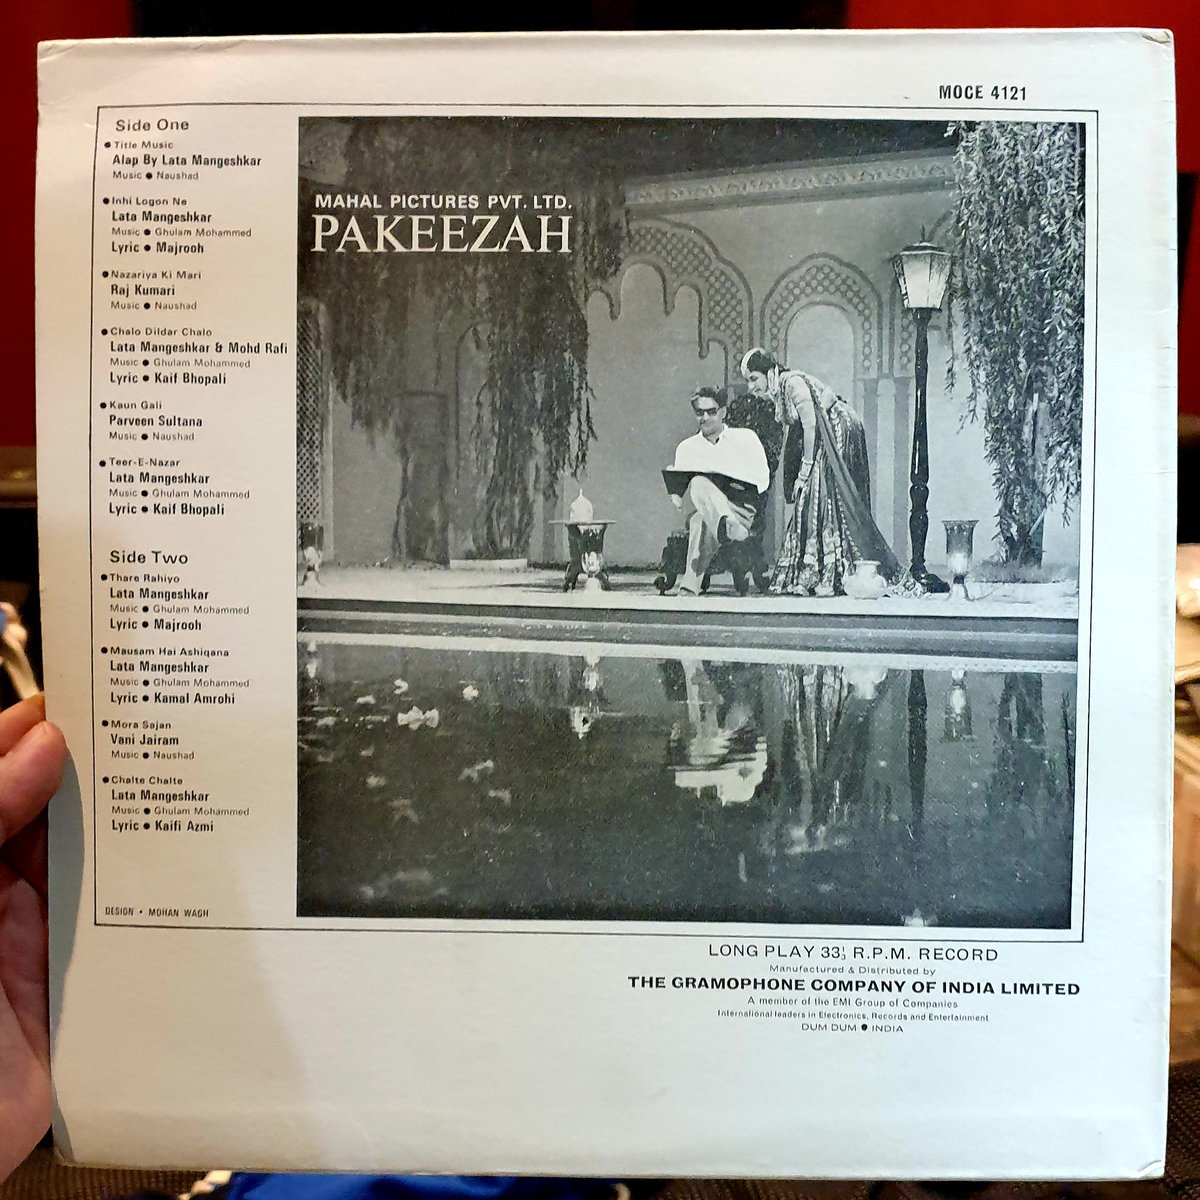 MOCE 4121
Side One
● Title Music
Alap By Lata Mangeshkar
Music ● Naushad
● Inhi Logon Ne
Lata Mangeshkar
Music ● Ghulam Mohammed
Lyric ● Majrooh
● Nazariya Ki Mari
Raj Kumari
Music ● Naushad
● Chalo Dildar Chalo
Lata Mangeshkar & Mohd Rafi
Music ● Ghulam Mohammed
Lyric ● Kaif Bhopali
● Kaun Gali
Parveen Sultana
Music ● Naushad
● Teer-E-Nazar
Lata Mangeshkar
Music ● Ghulam Mohammed
Lyric ● Kaif Bhopali
Side Two
● Thare Rahiyo
Lata Mangeshkar
Music ● Ghulam Mohammed
Lyric ● Majrooh
● Mausam Hai Ashiqana
Lata Mangeshkar
Music ● Ghulam Mohammed
Lyric ● Kamal Amrohi
● Mora Sajan
Vani Jairam
Music ● Naushad
● Chalte Chalte
Lata Mangeshkar
Music ● Ghulam Mohammed
Lyric ● Kaifi Azmi
DESIGN • MOHAN WAGH
MAHAL PICTURES PVT. LTD.
PAKEEZAH
LONG PLAY 33⅓ R.P.M. RECORD
Manufactured & Distributed by
THE GRAMOPHONE COMPANY OF INDIA LIMITED
A member of the EMI Group of Companies
International leaders in Electronics, Records and Entertainment
DUM DUM ● INDIA